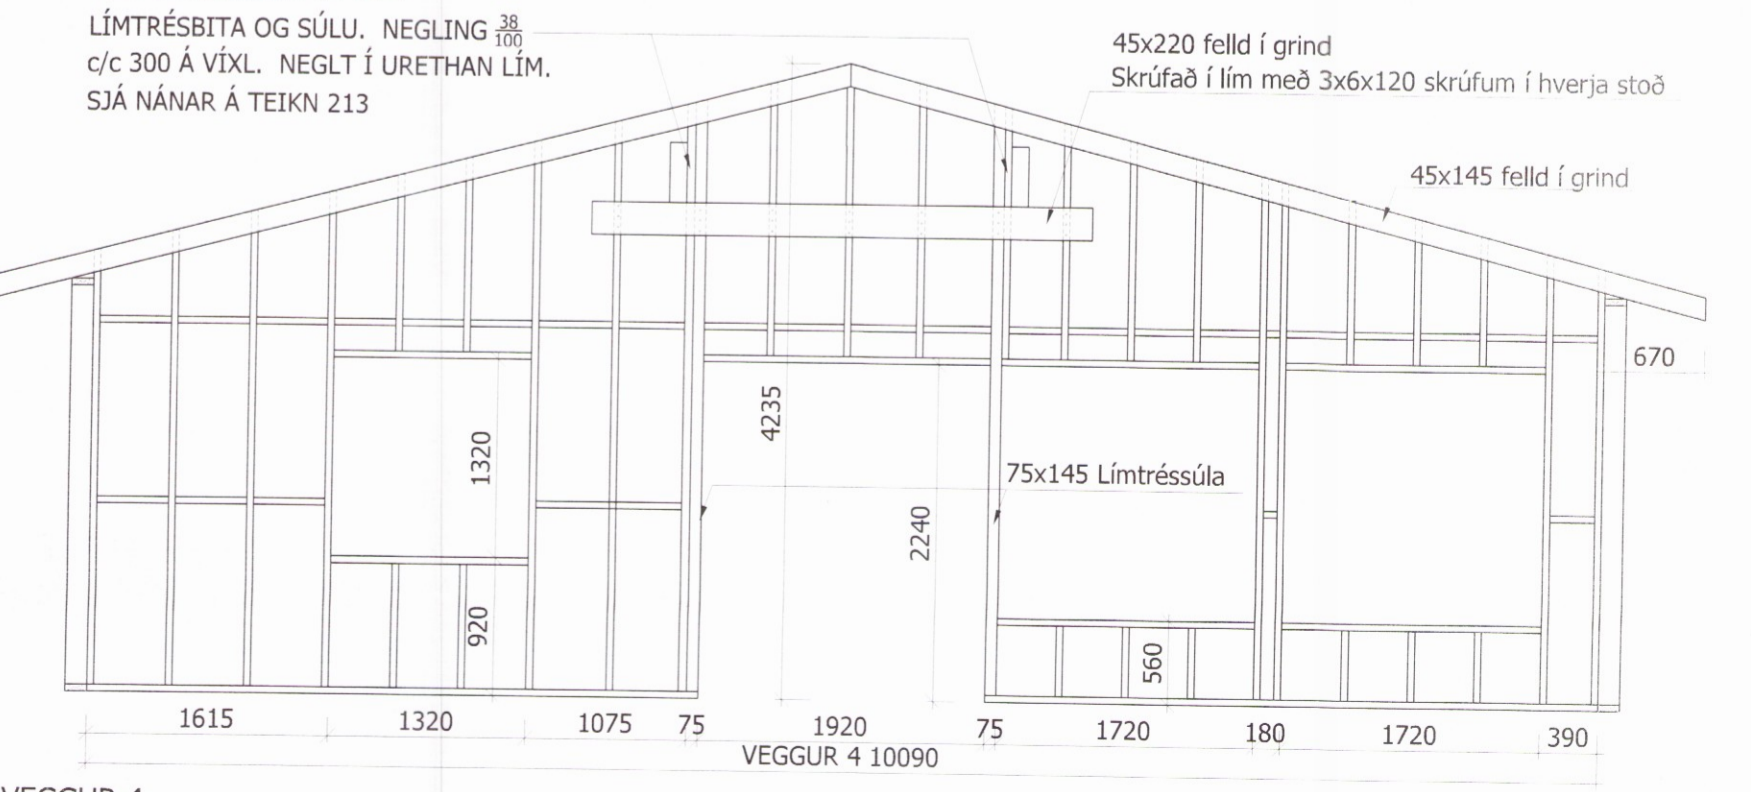 LÍMTRÉSBITA OG SÚLU. NEGLING 38/100
c/c 300 Á VÍXL. NEGLT Í URETHAN LÍM.
SJÁ NÁNAR Á TEIKN 213
45x220 felld í grind
Skrúfað í lím með 3x6x120 skrúfum í hverja stoð
45x145 felld í grind
670
4235
1320
75x145 Límtréssúla
2240
920
560
1615 1320 1075 75 1920 75 1720 180 1720 390
VEGGUR 4 10090
VEGGUR 4